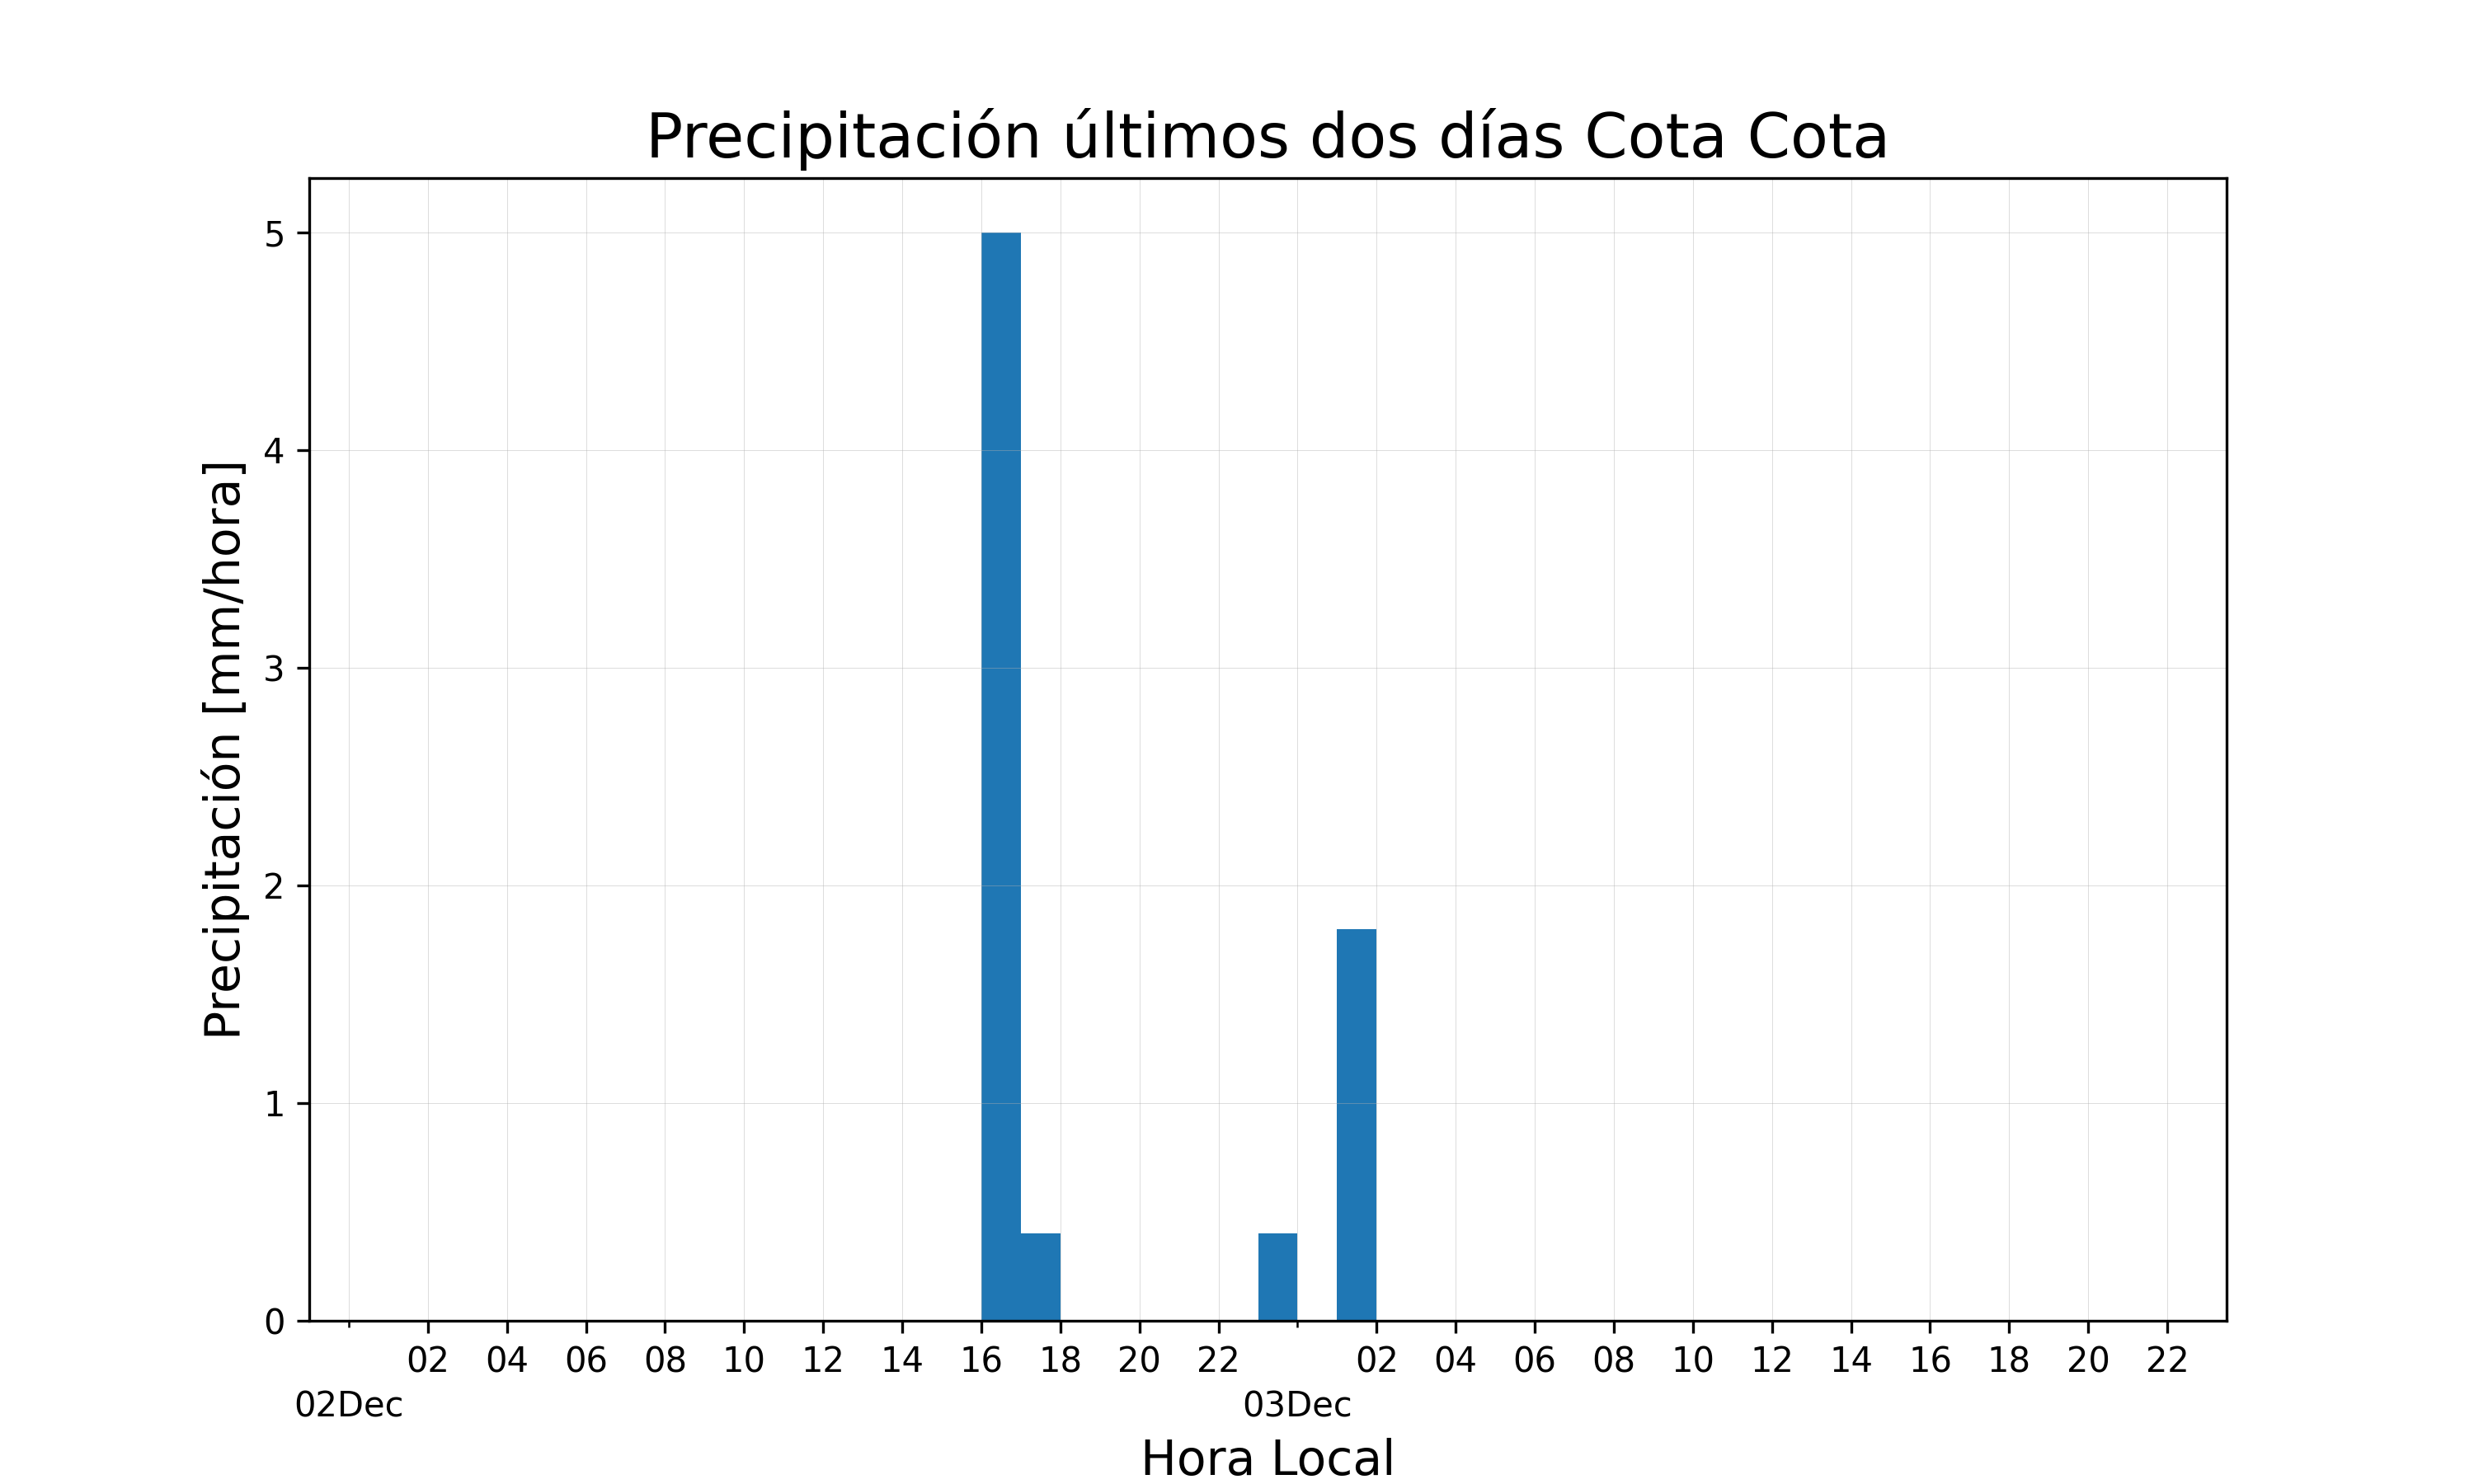 Precipitación últimos dos días Cota Cota
Precipitación [mm/hora]
5
4
3
2
1
0
02 04 06 08 10 12 14 16 18 20 22 02 04 06 08 10 12 14 16 18 20 22
02Dec 03Dec
Hora Local